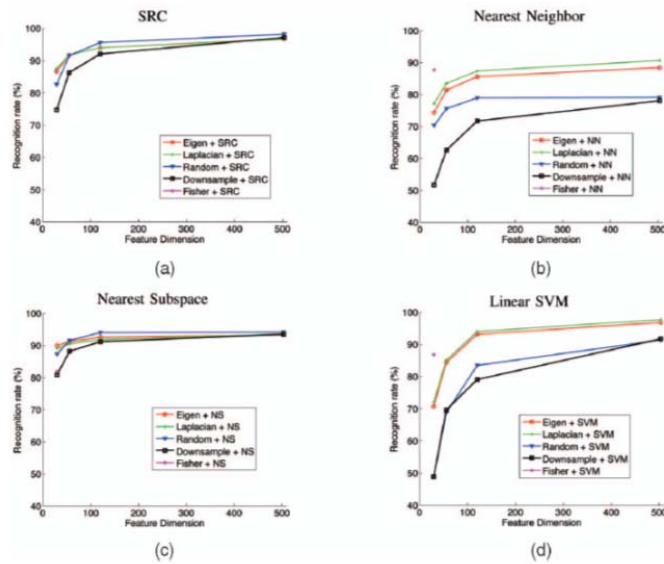 SRC
100
90
80
70
60
50
40
Recognition rate (%)
Eigen + SRC
Laplacian + SRC
Random + SRC
Downsample + SRC
Fisher + SRC
0 100 200 300 400 500
Feature Dimension
(a)
Nearest Neighbor
100
90
80
70
60
50
40
Recognition rate (%)
Eigen + NN
Laplacian + NN
Random + NN
Downsample + NN
Fisher + NN
0 100 200 300 400 500
Feature Dimension
(b)
Nearest Subspace
100
90
80
70
60
50
40
Recognition rate (%)
Eigen + NS
Laplacian + NS
Random + NS
Downsample + NS
Fisher + NS
0 100 200 300 400 500
Feature Dimension
(c)
Linear SVM
100
90
80
70
60
50
40
Recognition rate (%)
Eigen + SVM
Laplacian + SVM
Random + SVM
Downsample + SVM
Fisher + SVM
0 100 200 300 400 500
Feature Dimension
(d)